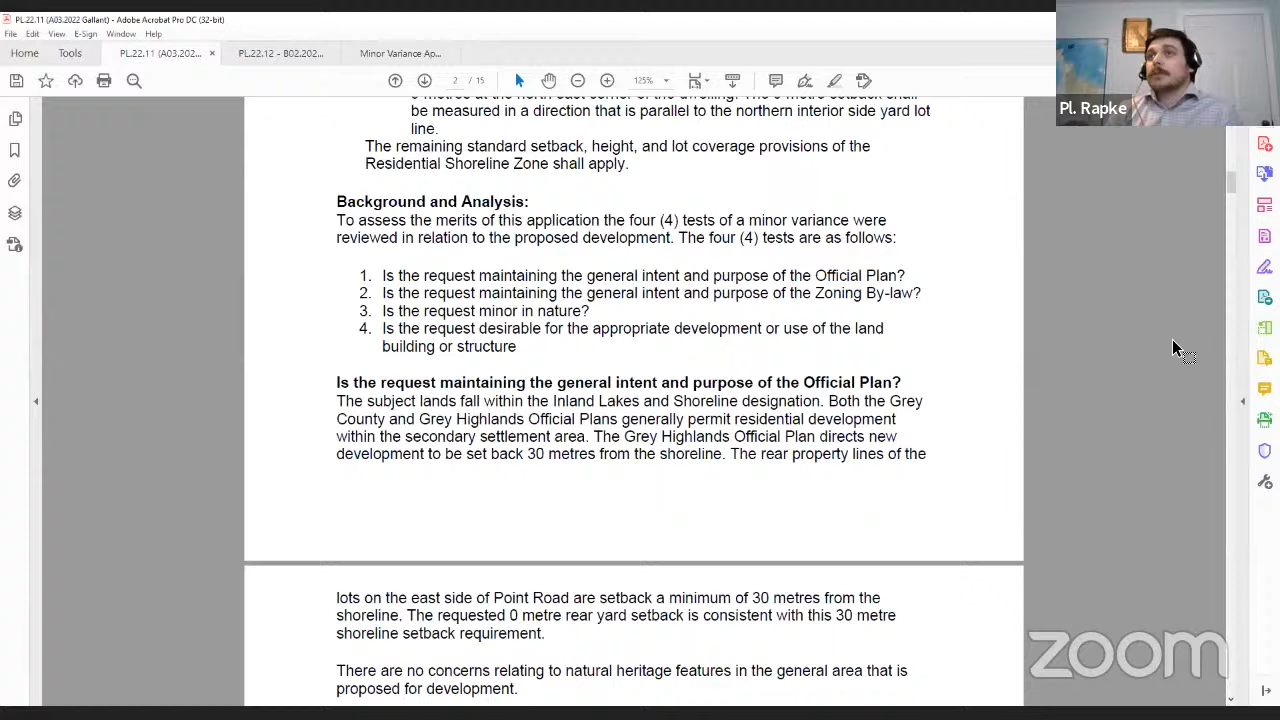 PL.22.11 (A03.2022 Gallant) - Adobe Acrobat Pro DC (32-bit)
File Edit View E-Sign Window Help
Home Tools PL.22.11 (A03.202... × PL.22.12 - B02.202... Minor Variance Ap...
2 / 15 125%
Pl. Rapke
be measured in a direction that is parallel to the northern interior side yard lot
line.
The remaining standard setback, height, and lot coverage provisions of the
Residential Shoreline Zone shall apply.
Background and Analysis:
To assess the merits of this application the four (4) tests of a minor variance were
reviewed in relation to the proposed development. The four (4) tests are as follows:
1. Is the request maintaining the general intent and purpose of the Official Plan?
2. Is the request maintaining the general intent and purpose of the Zoning By-law?
3. Is the request minor in nature?
4. Is the request desirable for the appropriate development or use of the land
building or structure
Is the request maintaining the general intent and purpose of the Official Plan?
The subject lands fall within the Inland Lakes and Shoreline designation. Both the Grey
County and Grey Highlands Official Plans generally permit residential development
within the secondary settlement area. The Grey Highlands Official Plan directs new
development to be set back 30 metres from the shoreline. The rear property lines of the
lots on the east side of Point Road are setback a minimum of 30 metres from the
shoreline. The requested 0 metre rear yard setback is consistent with this 30 metre
shoreline setback requirement.
There are no concerns relating to natural heritage features in the general area that is
proposed for development.
zoom